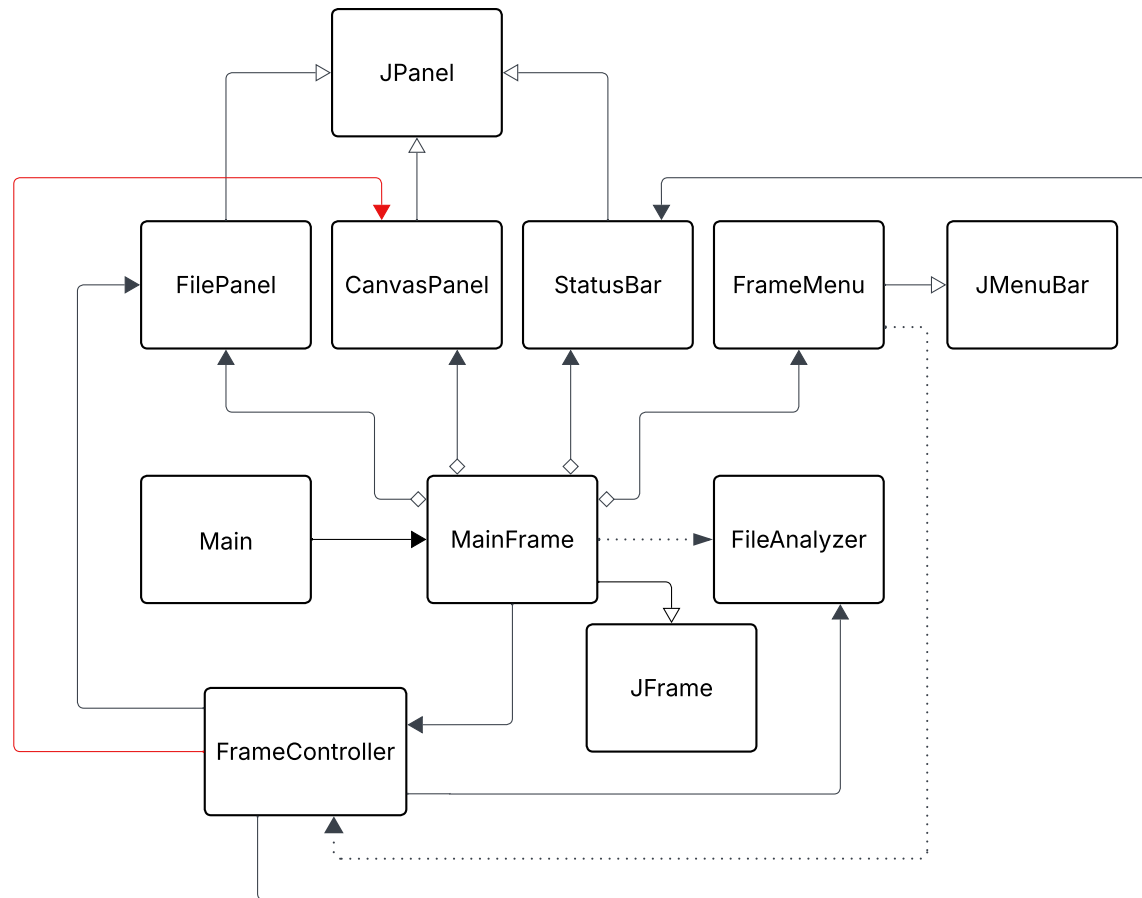 JPanel
FilePanel
CanvasPanel
StatusBar
FrameMenu
JMenuBar
Main
MainFrame
FileAnalyzer
JFrame
FrameController